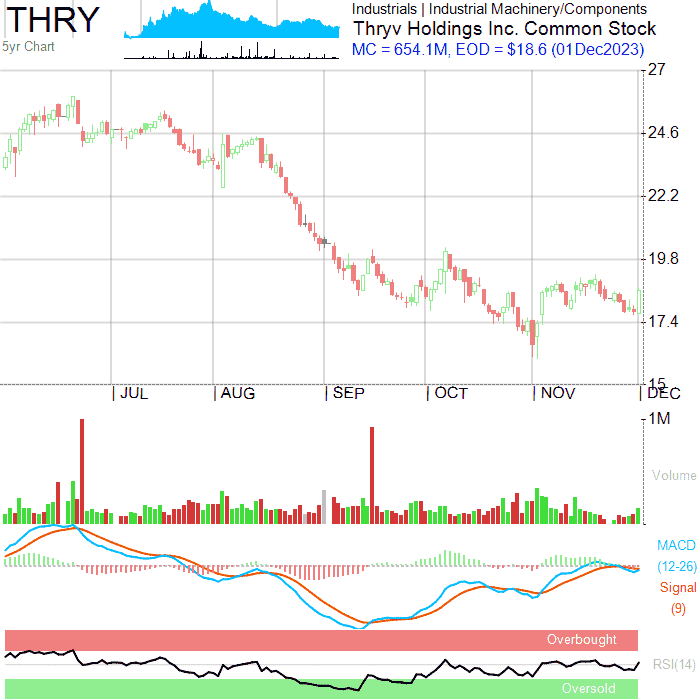 THRY
5yr Chart
Industrials | Industrial Machinery/Components
Thryv Holdings Inc. Common Stock
MC = 654.1M, EOD = $18.6 (01Dec2023)
27
24.6
22.2
19.8
17.4
15
JUL AUG SEP OCT NOV DEC
1M
Volume
MACD
(12-26)
Signal
(9)
Overbought
RSI(14)
Oversold